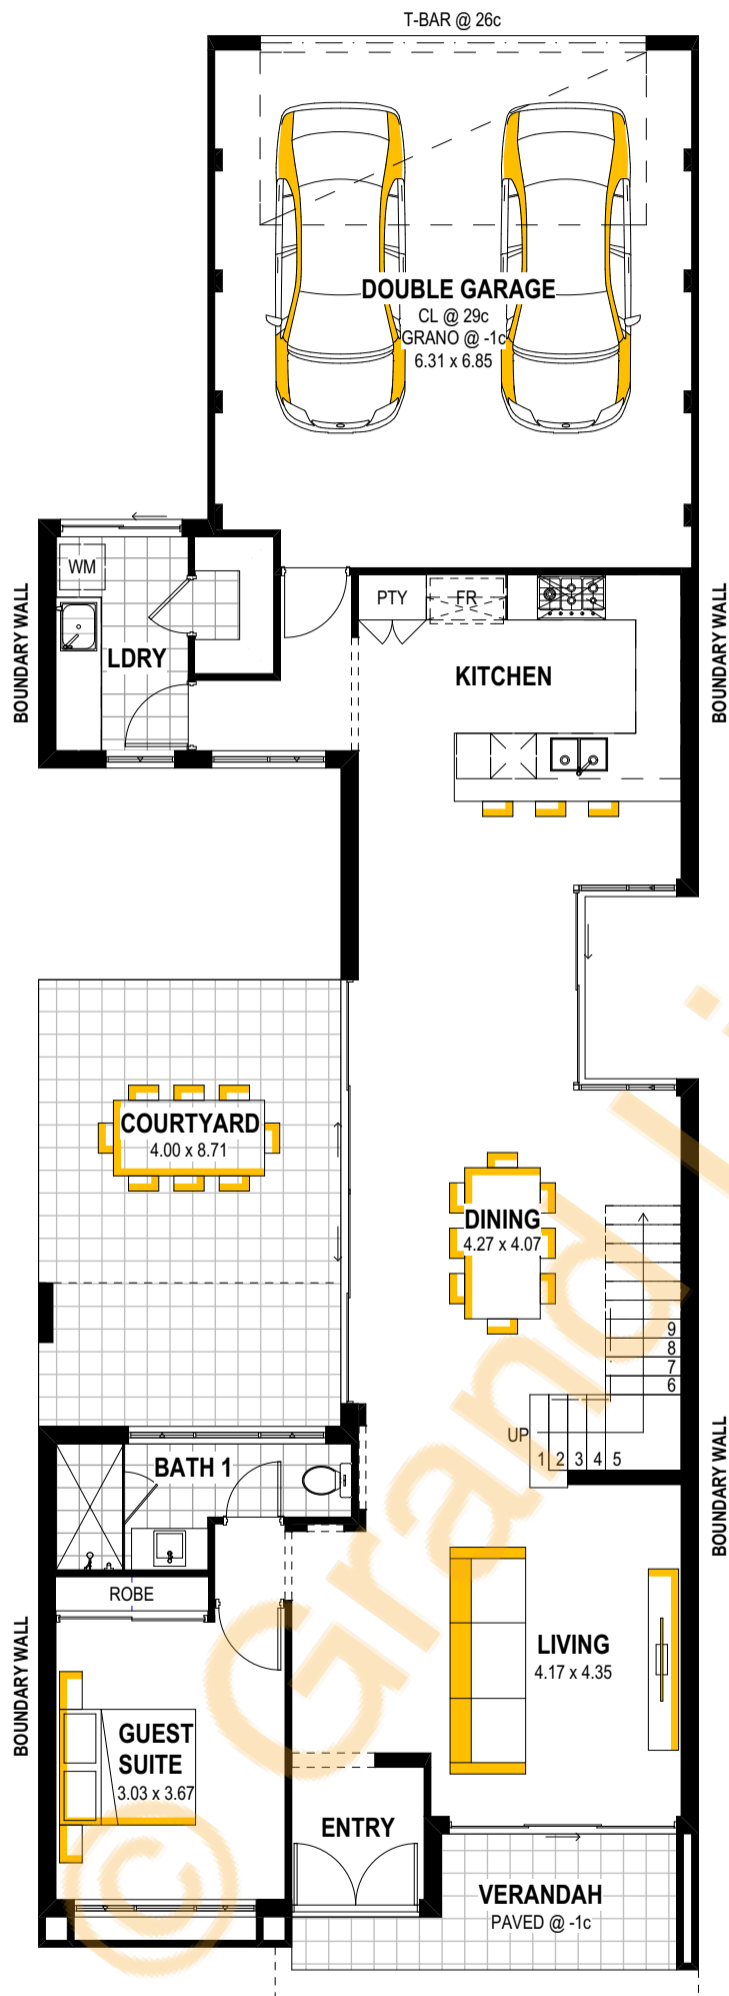 T-BAR @ 26c
DOUBLE GARAGE
CL @ 29c
GRANO @ -1c
6.31 x 6.85
WM
LDRY
BOUNDARY WALL
PTY
FR
KITCHEN
BOUNDARY WALL
COURTYARD
4.00 x 8.71
DINING
4.27 x 4.07
9
8
7
6
UP
1 2 3 4 5
BATH 1
BOUNDARY WALL
ROBE
BOUNDARY WALL
LIVING
4.17 x 4.35
GUEST
SUITE
3.03 x 3.67
ENTRY
VERANDAH
PAVED @ -1c
© Grand